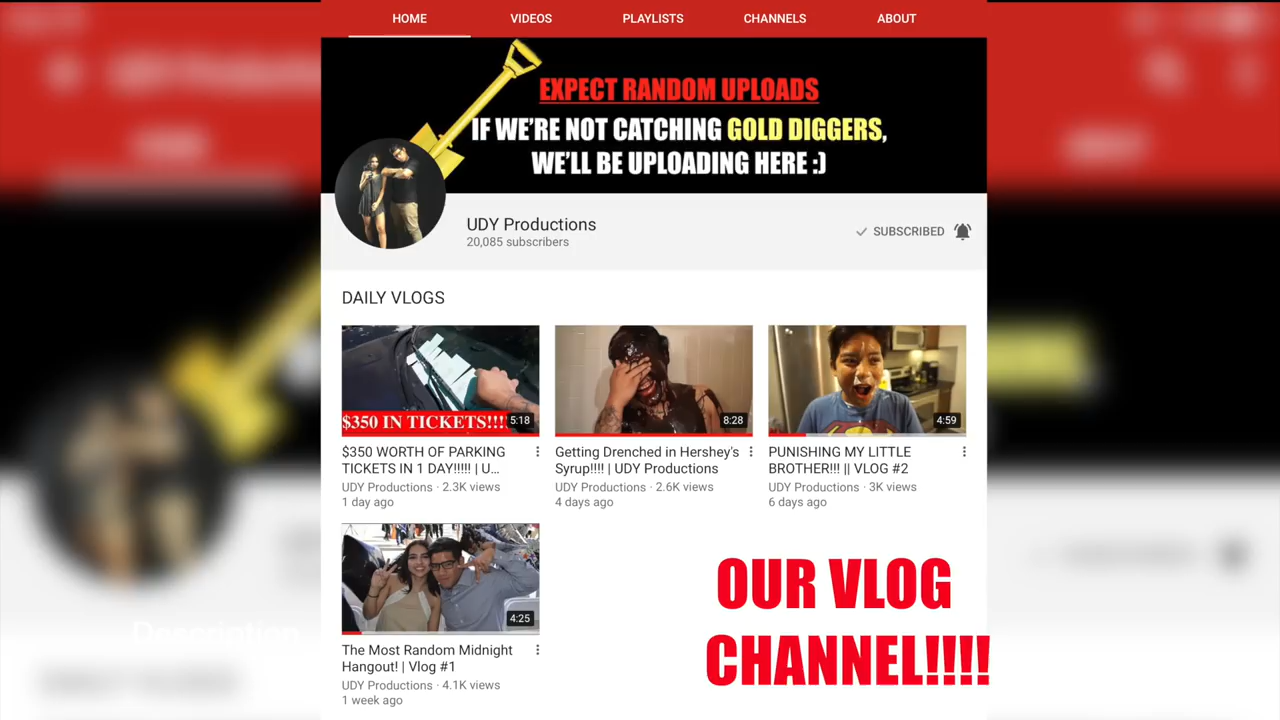 HOME VIDEOS PLAYLISTS CHANNELS ABOUT
EXPECT RANDOM UPLOADS
IF WE'RE NOT CATCHING GOLD DIGGERS,
WE'LL BE UPLOADING HERE :)
UDY Productions
20,085 subscribers
SUBSCRIBED
DAILY VLOGS
$350 IN TICKETS!!!!
5:18
$350 WORTH OF PARKING
TICKETS IN 1 DAY!!!!! | U...
UDY Productions · 2.3K views
1 day ago
8:28
Getting Drenched in Hershey's
Syrup!!!! | UDY Productions
UDY Productions · 2.6K views
4 days ago
4:59
PUNISHING MY LITTLE
BROTHER!!! || VLOG #2
UDY Productions · 3K views
6 days ago
4:25
The Most Random Midnight
Hangout! | Vlog #1
UDY Productions · 4.1K views
1 week ago
OUR VLOG
CHANNEL!!!!
Description